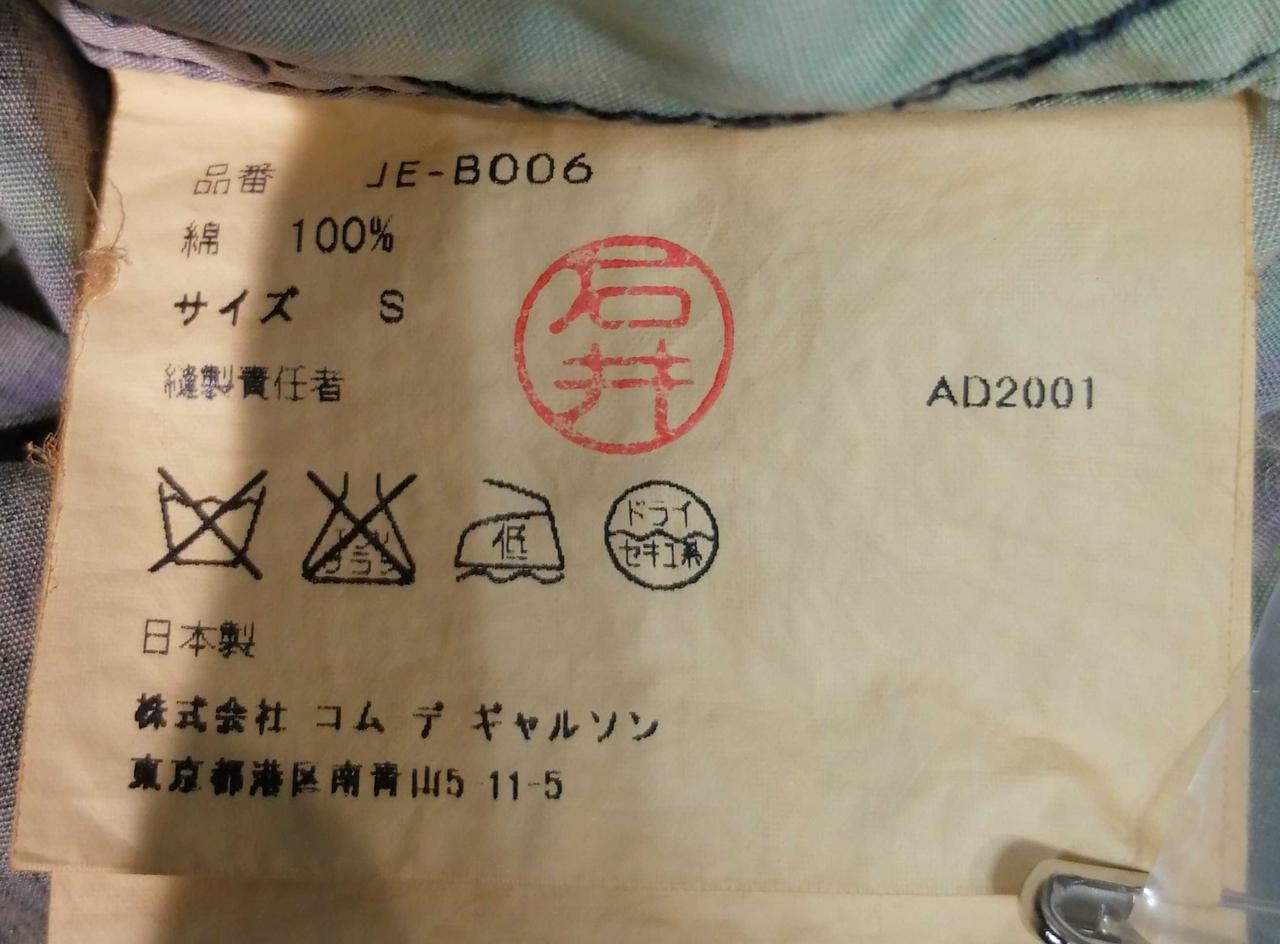 品番 JE-B006
綿 100%
サイズ S
石井
縫製責任者
AD2001
低
ドライ
セキユ系
日本製
株式会社 コム デ ギャルソン
東京都港区南青山5-11-5